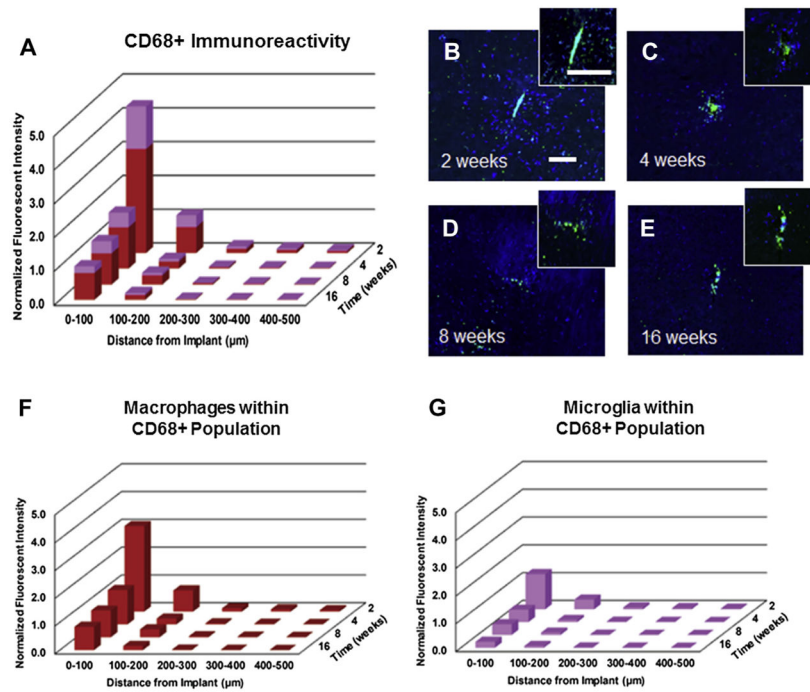 A
CD68+ Immunoreactivity
Normalized Fluorescent Intensity
5.0
4.0
3.0
2.0
1.0
0.0
0-100 100-200 200-300 300-400 400-500
Distance from Implant (µm)
2
4
8
16
Time (weeks)
B
2 weeks
C
4 weeks
D
8 weeks
E
16 weeks
F
Macrophages within
CD68+ Population
Normalized Fluorescent Intensity
5.0
4.0
3.0
2.0
1.0
0.0
0-100 100-200 200-300 300-400 400-500
Distance from Implant (µm)
2
4
8
16
Time (weeks)
G
Microglia within
CD68+ Population
Normalized Fluorescent Intensity
5.0
4.0
3.0
2.0
1.0
0.0
0-100 100-200 200-300 300-400 400-500
Distance from Implant (µm)
2
4
8
16
Time (weeks)